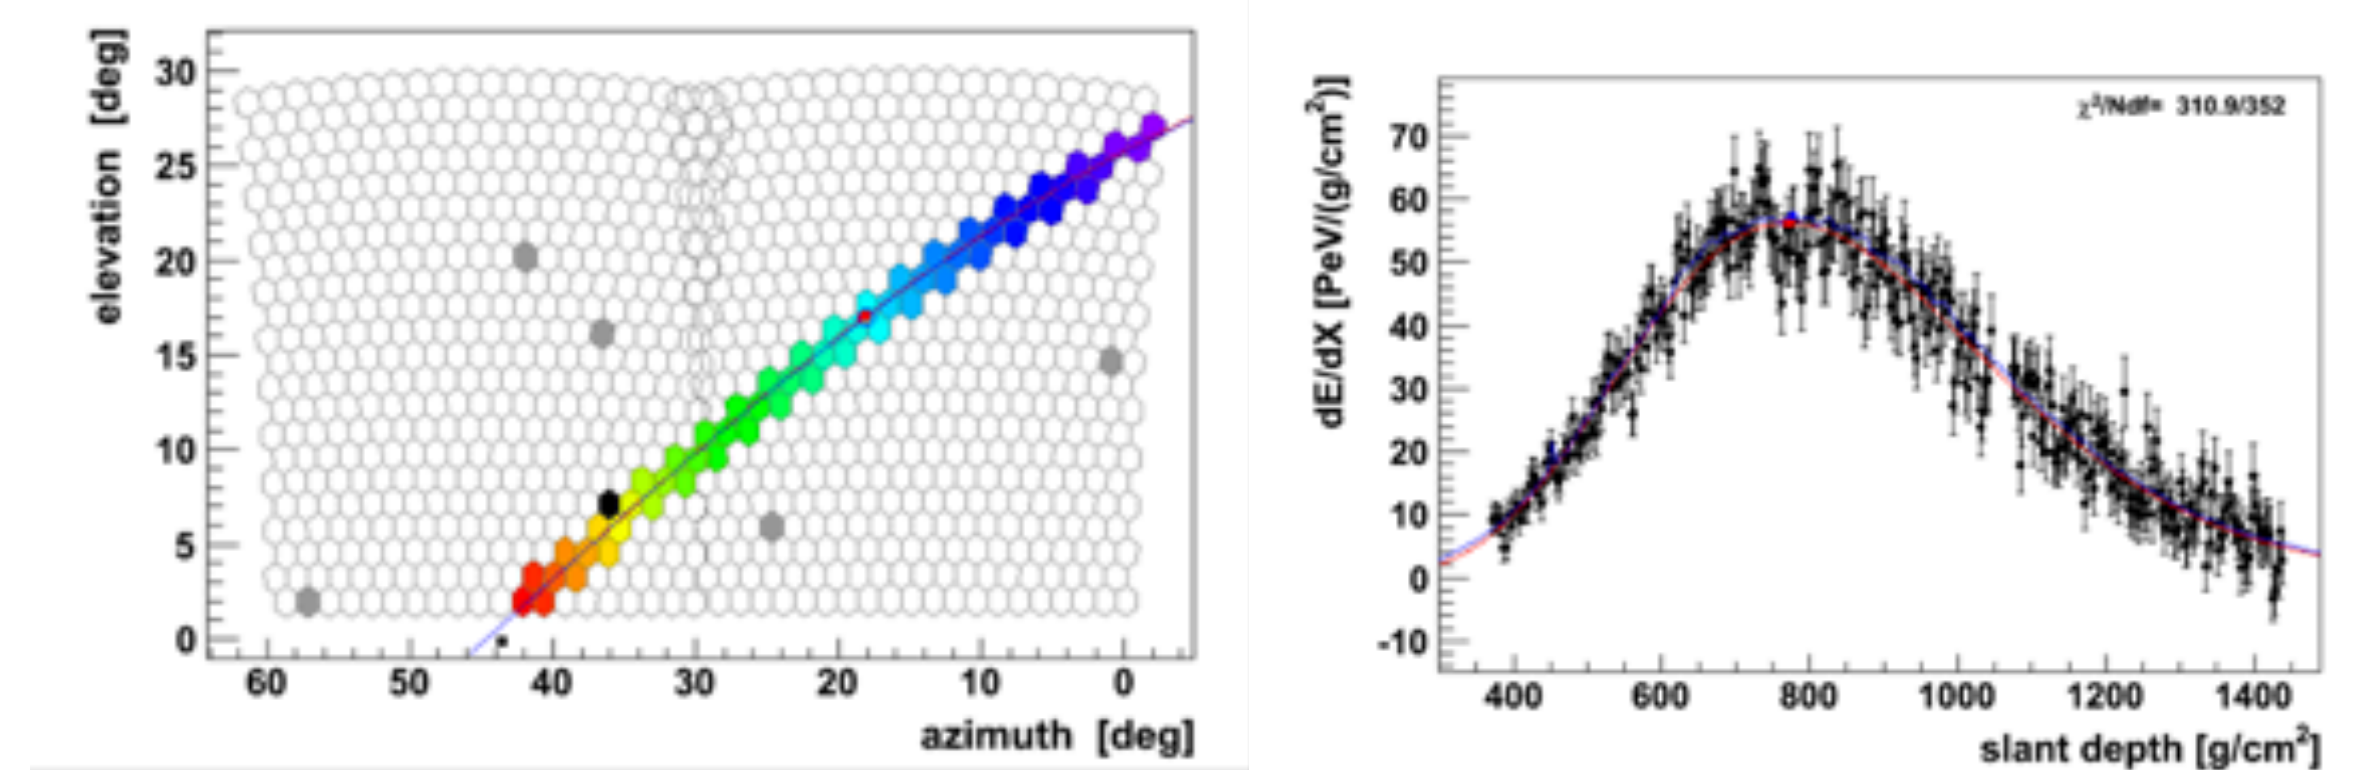 elevation [deg]
30
25
20
15
10
5
0
60 50 40 30 20 10 0
azimuth [deg]
dE/dX [PeV/(g/cm²)]
χ²/Ndf= 310.9/352
70
60
50
40
30
20
10
0
-10
400 600 800 1000 1200 1400
slant depth [g/cm²]